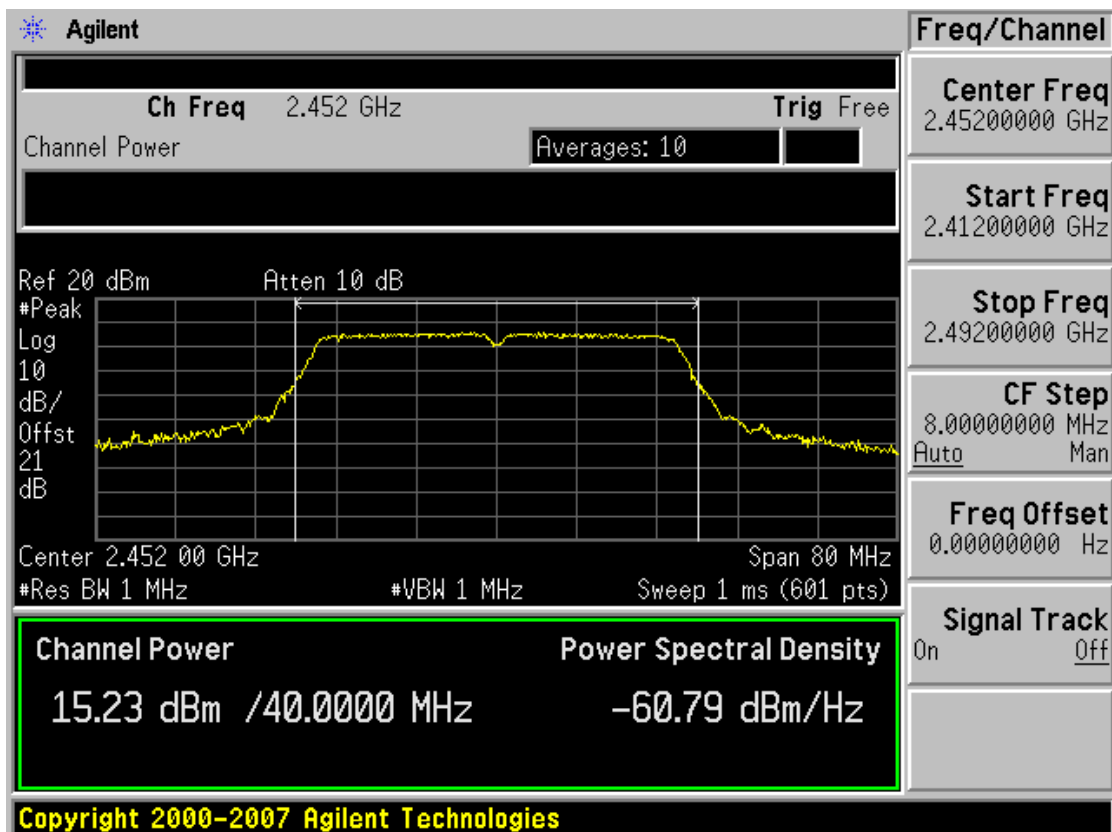 Agilent
Freq/Channel
Ch Freq 2.452 GHz Trig Free
Channel Power Averages: 10
Ref 20 dBm Atten 10 dB
#Peak
Log
10
dB/
Offst
21
dB
Center 2.452 00 GHz Span 80 MHz
#Res BW 1 MHz #VBW 1 MHz Sweep 1 ms (601 pts)
Channel Power Power Spectral Density
15.23 dBm /40.0000 MHz -60.79 dBm/Hz
Center Freq
2.45200000 GHz
Start Freq
2.41200000 GHz
Stop Freq
2.49200000 GHz
CF Step
8.00000000 MHz
Auto Man
Freq Offset
0.00000000 Hz
Signal Track
On Off
Copyright 2000-2007 Agilent Technologies